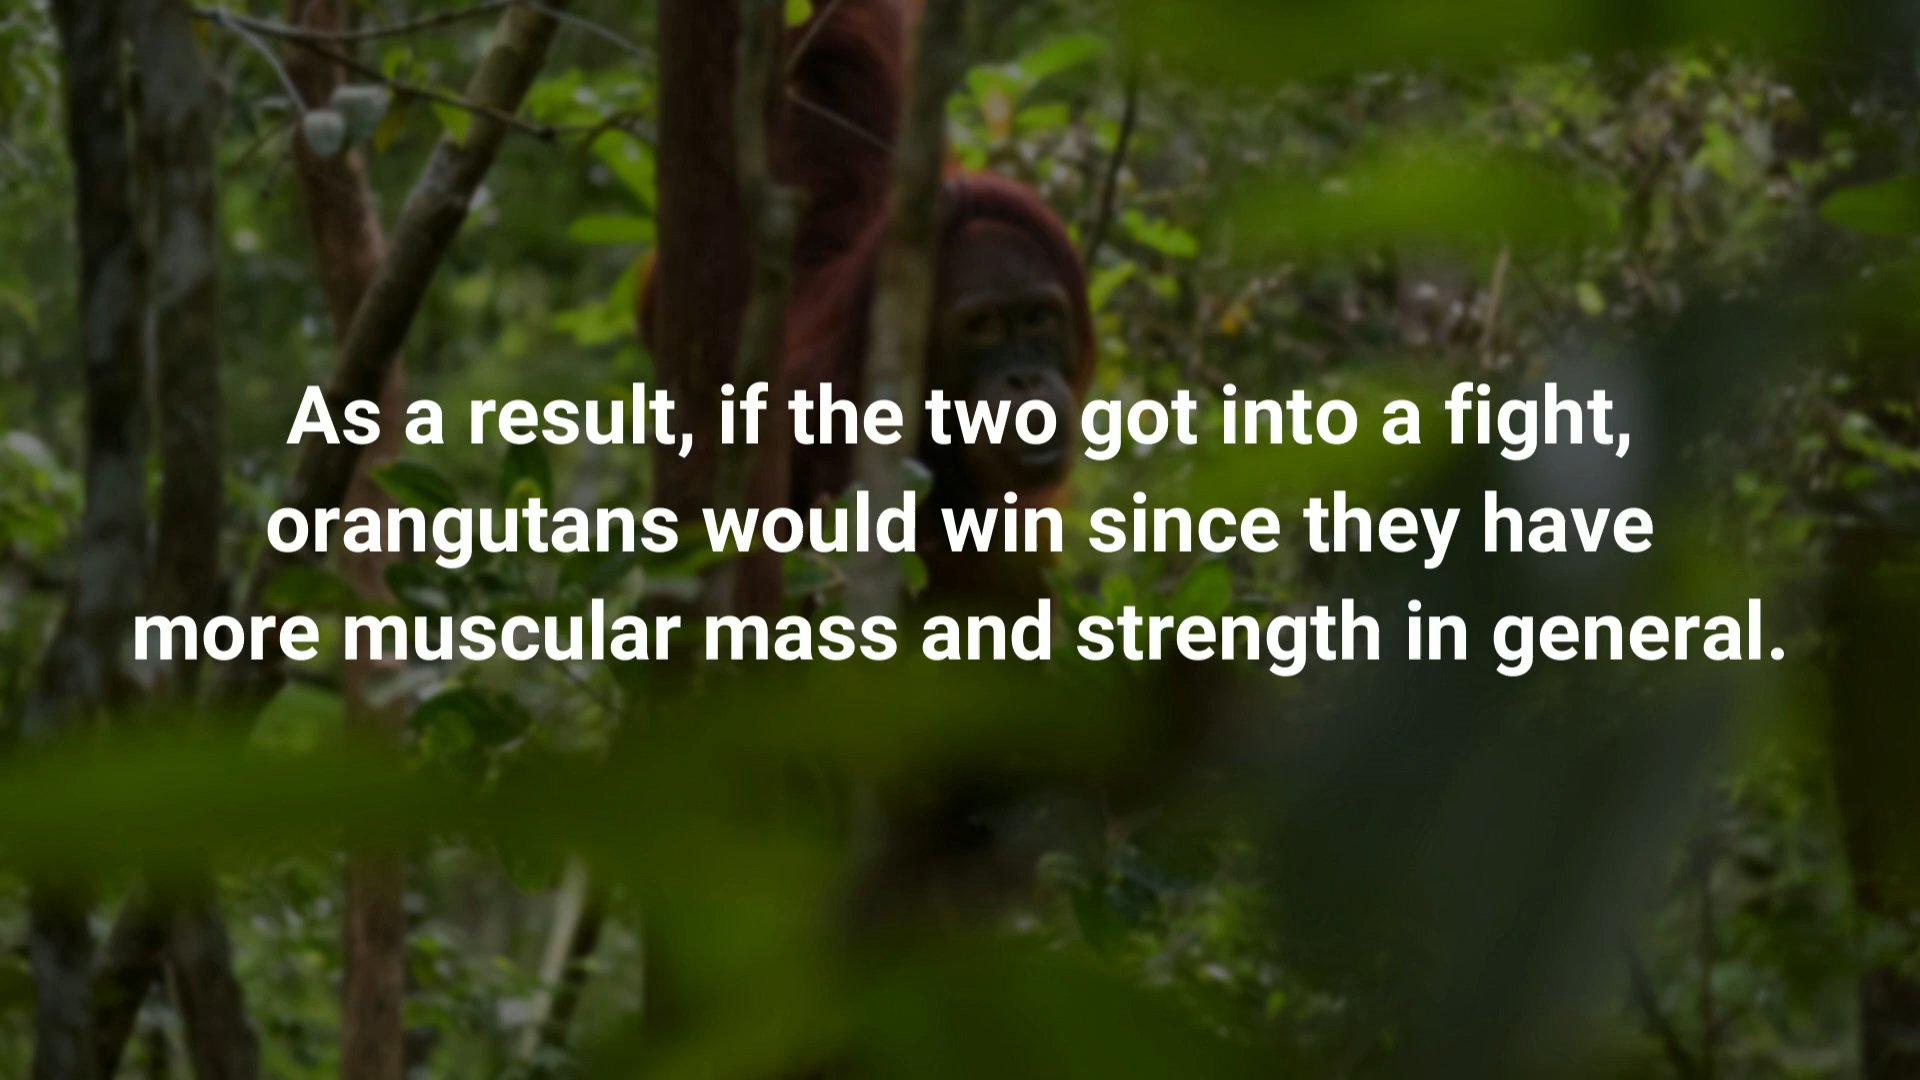 As a result, if the two got into a fight,
orangutans would win since they have
more muscular mass and strength in general.